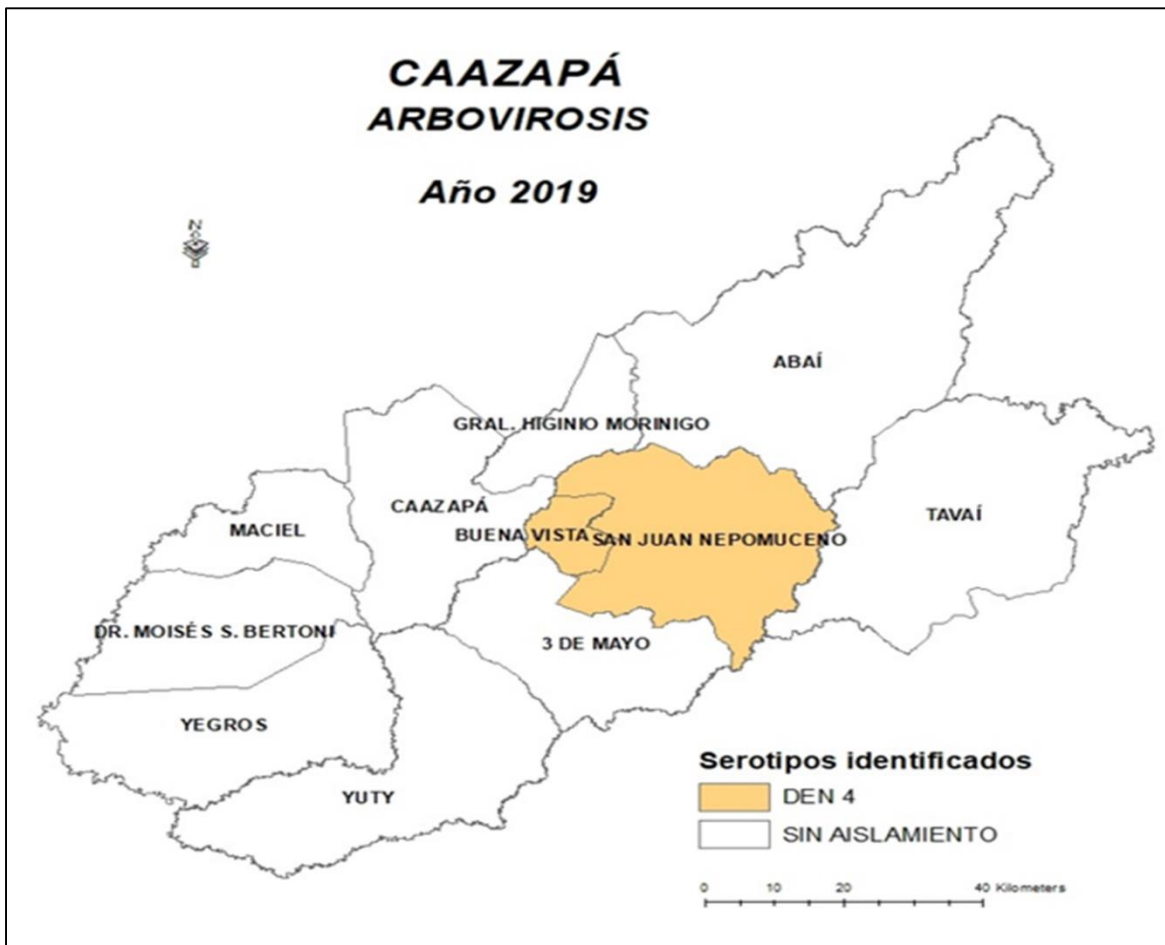 CAAZAPÁ
ARBOVIROSIS
Año 2019
N
ABAÍ
GRAL. HIGINIO MORINIGO
CAAZAPÁ
TAVAÍ
MACIEL
BUENA VISTA
SAN JUAN NEPOMUCENO
DR. MOISÉS S. BERTONI
3 DE MAYO
YEGROS
YUTY
Serotipos identificados
DEN 4
SIN AISLAMIENTO
0 10 20 40 Kilometers